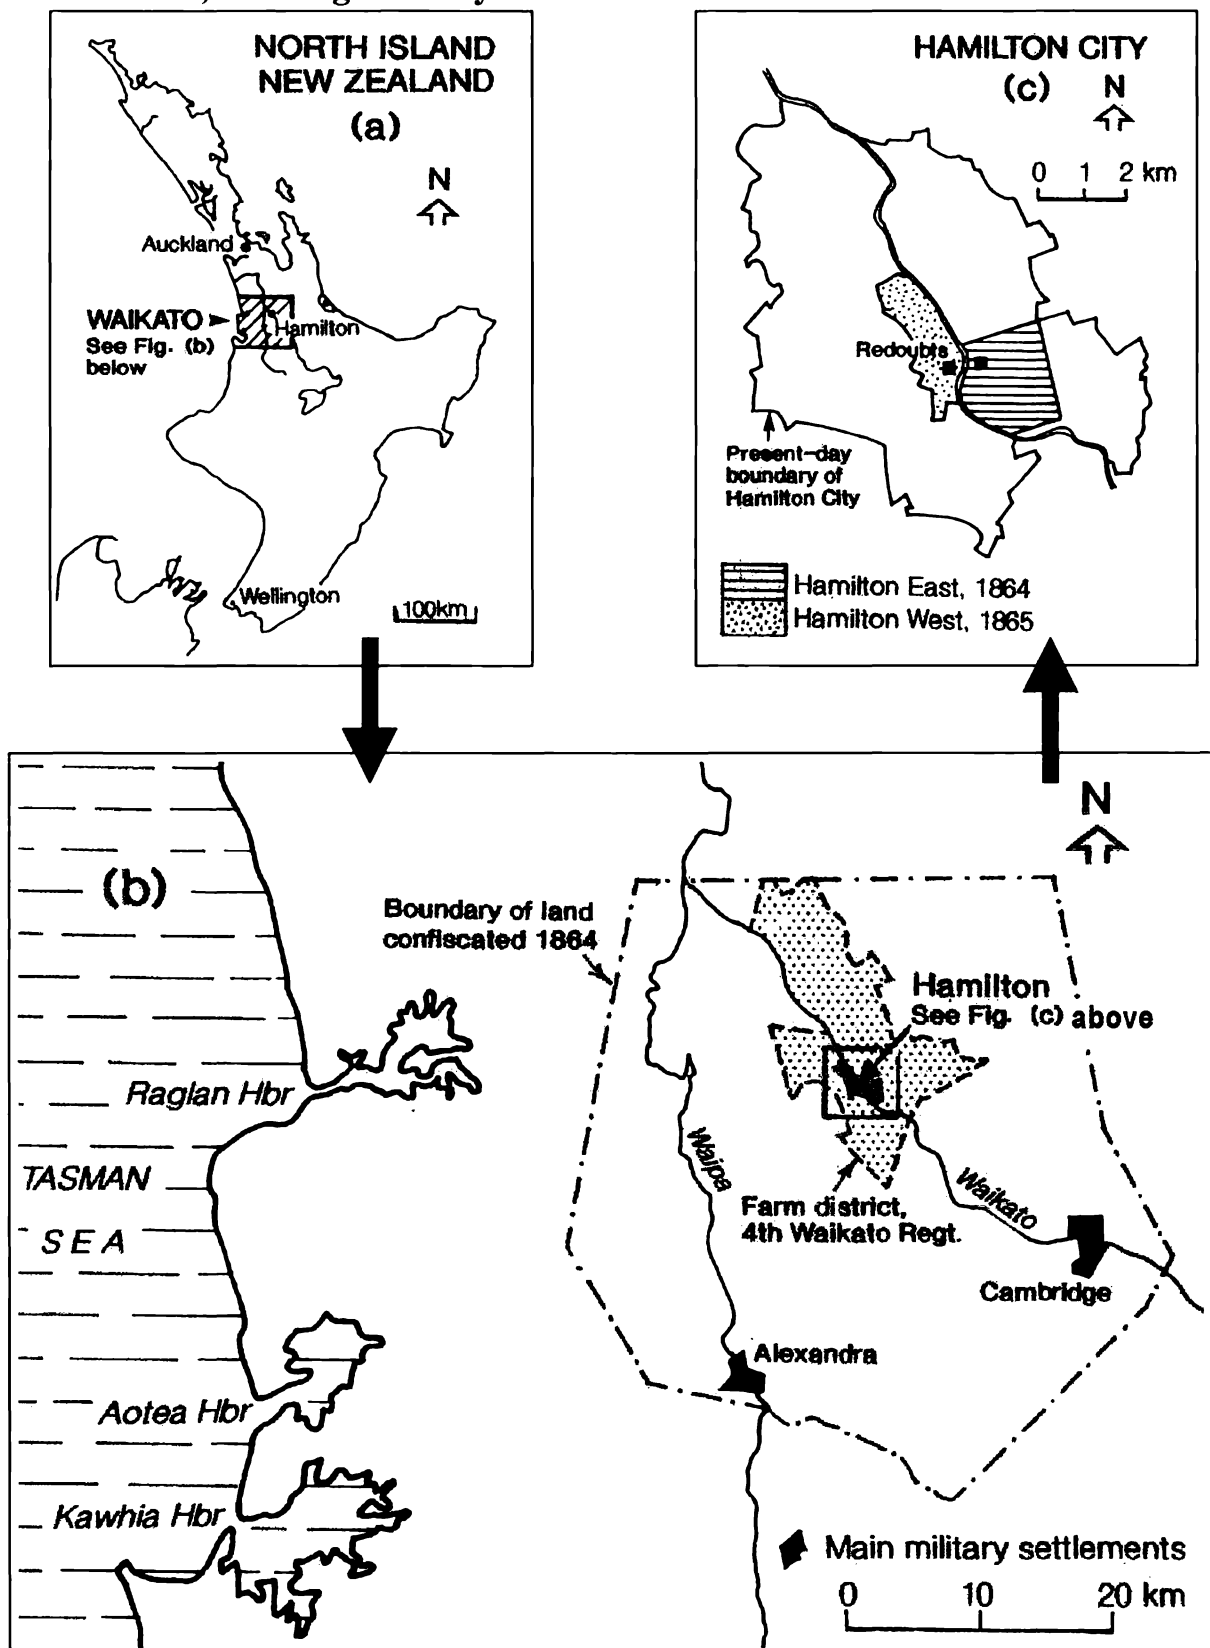 NORTH ISLAND
NEW ZEALAND
(a)
N
Auckland
WAIKATO
See Fig. (b)
below
Hamilton
Wellington
100km
HAMILTON CITY
(c)
N
0 1 2 km
Redoubts
Present-day
boundary of
Hamilton City
Hamilton East, 1864
Hamilton West, 1865
(b)
N
Boundary of land
confiscated 1864
Hamilton
See Fig. (c) above
Raglan Hbr
TASMAN
SEA
Waipa
Waikato
Farm district,
4th Waikato Regt.
Cambridge
Alexandra
Aotea Hbr
Kawhia Hbr
Main military settlements
0 10 20 km